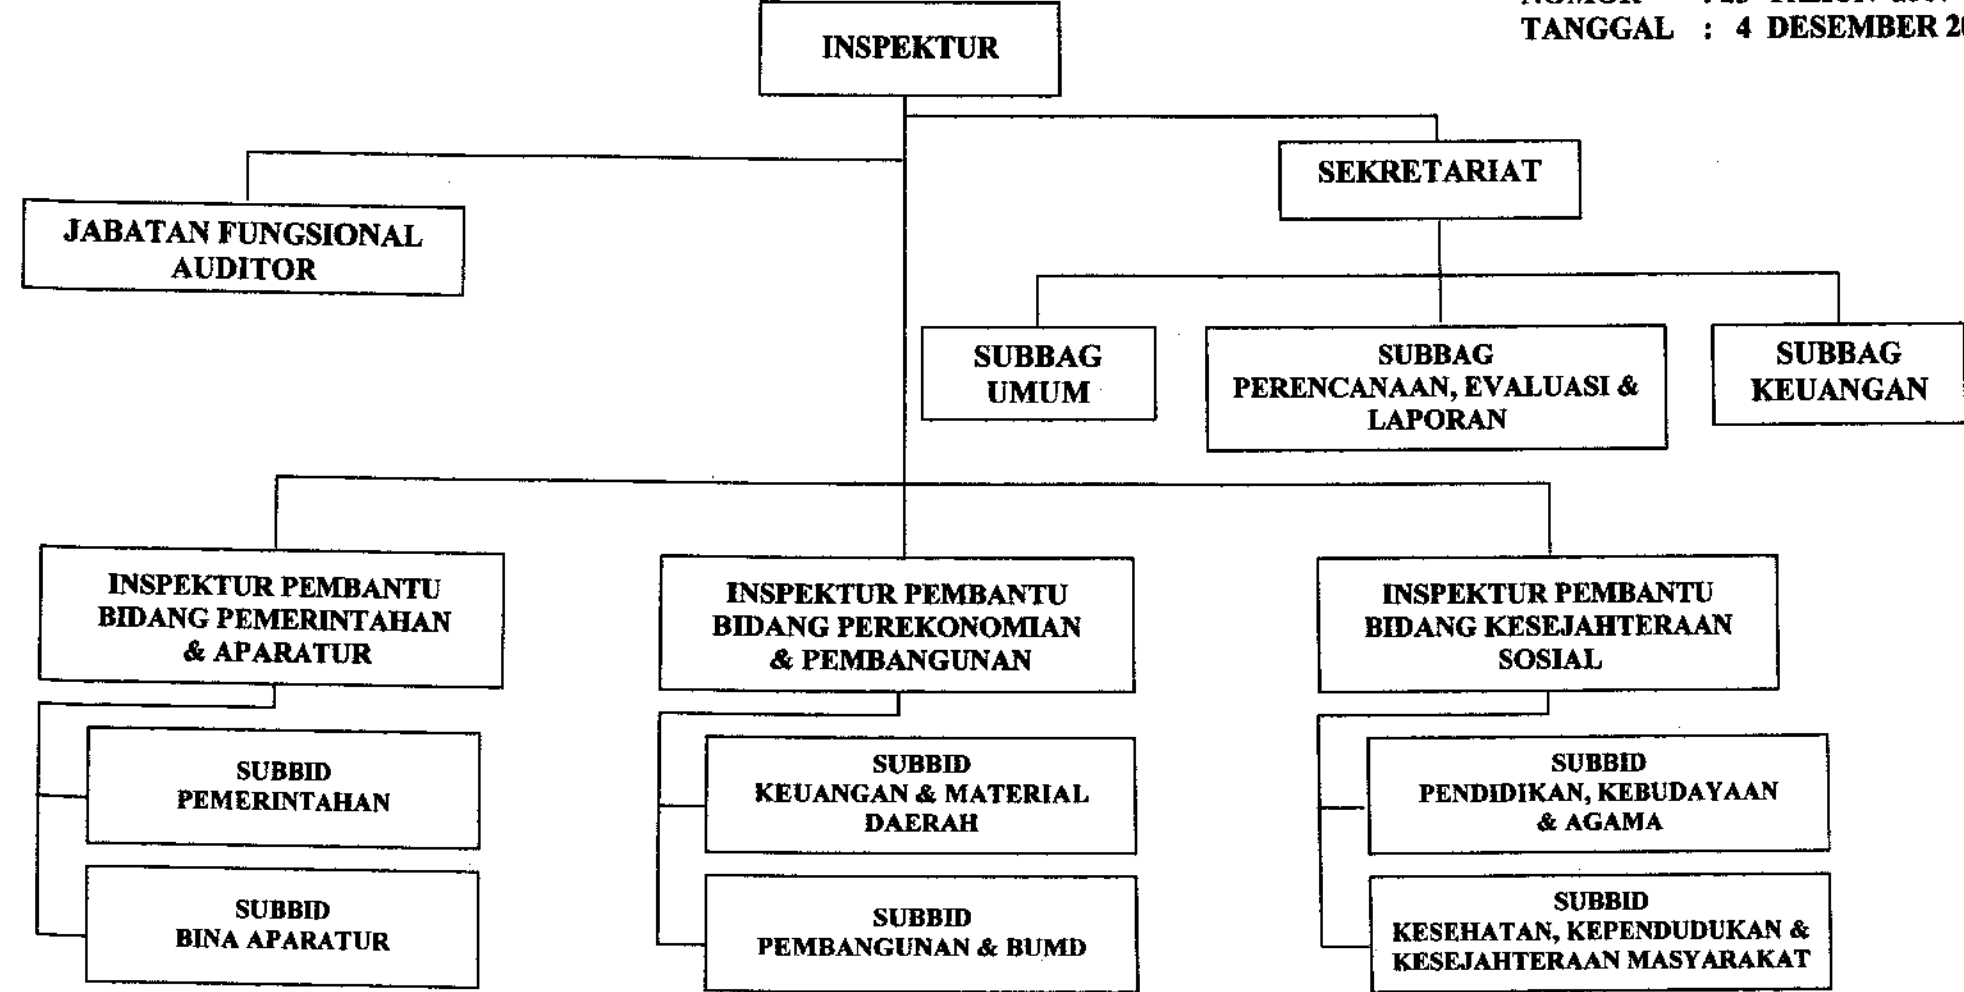 TANGGAL : 4 DESEMBER
INSPEKTUR
SEKRETARIAT
JABATAN FUNGSIONAL
AUDITOR
SUBBAG
UMUM
SUBBAG
PERENCANAAN, EVALUASI &
LAPORAN
SUBBAG
KEUANGAN
INSPEKTUR PEMBANTU
BIDANG PEMERINTAHAN
& APARATUR
INSPEKTUR PEMBANTU
BIDANG PEREKONOMIAN
& PEMBANGUNAN
INSPEKTUR PEMBANTU
BIDANG KESEJAHTERAAN
SOSIAL
SUBBID
PEMERINTAHAN
SUBBID
KEUANGAN & MATERIAL
DAERAH
SUBBID
PENDIDIKAN, KEBUDAYAAN
& AGAMA
SUBBID
BINA APARATUR
SUBBID
PEMBANGUNAN & BUMD
SUBBID
KESEHATAN, KEPENDUDUKAN &
KESEJAHTERAAN MASYARAKAT